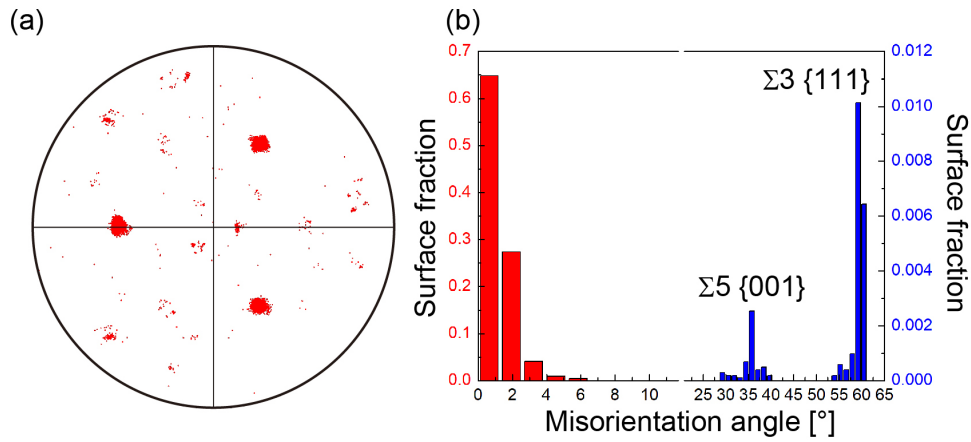 (a)
(b)
Surface fraction
0.7
0.6
0.5
0.4
0.3
0.2
0.1
0.0
0 2 4 6 8 10
25 30 35 40 45 50 55 60 65
Misorientation angle [°]
Σ5 {001}
Σ3 {111}
0.012
0.010
0.008
0.006
0.004
0.002
0.000
Surface fraction